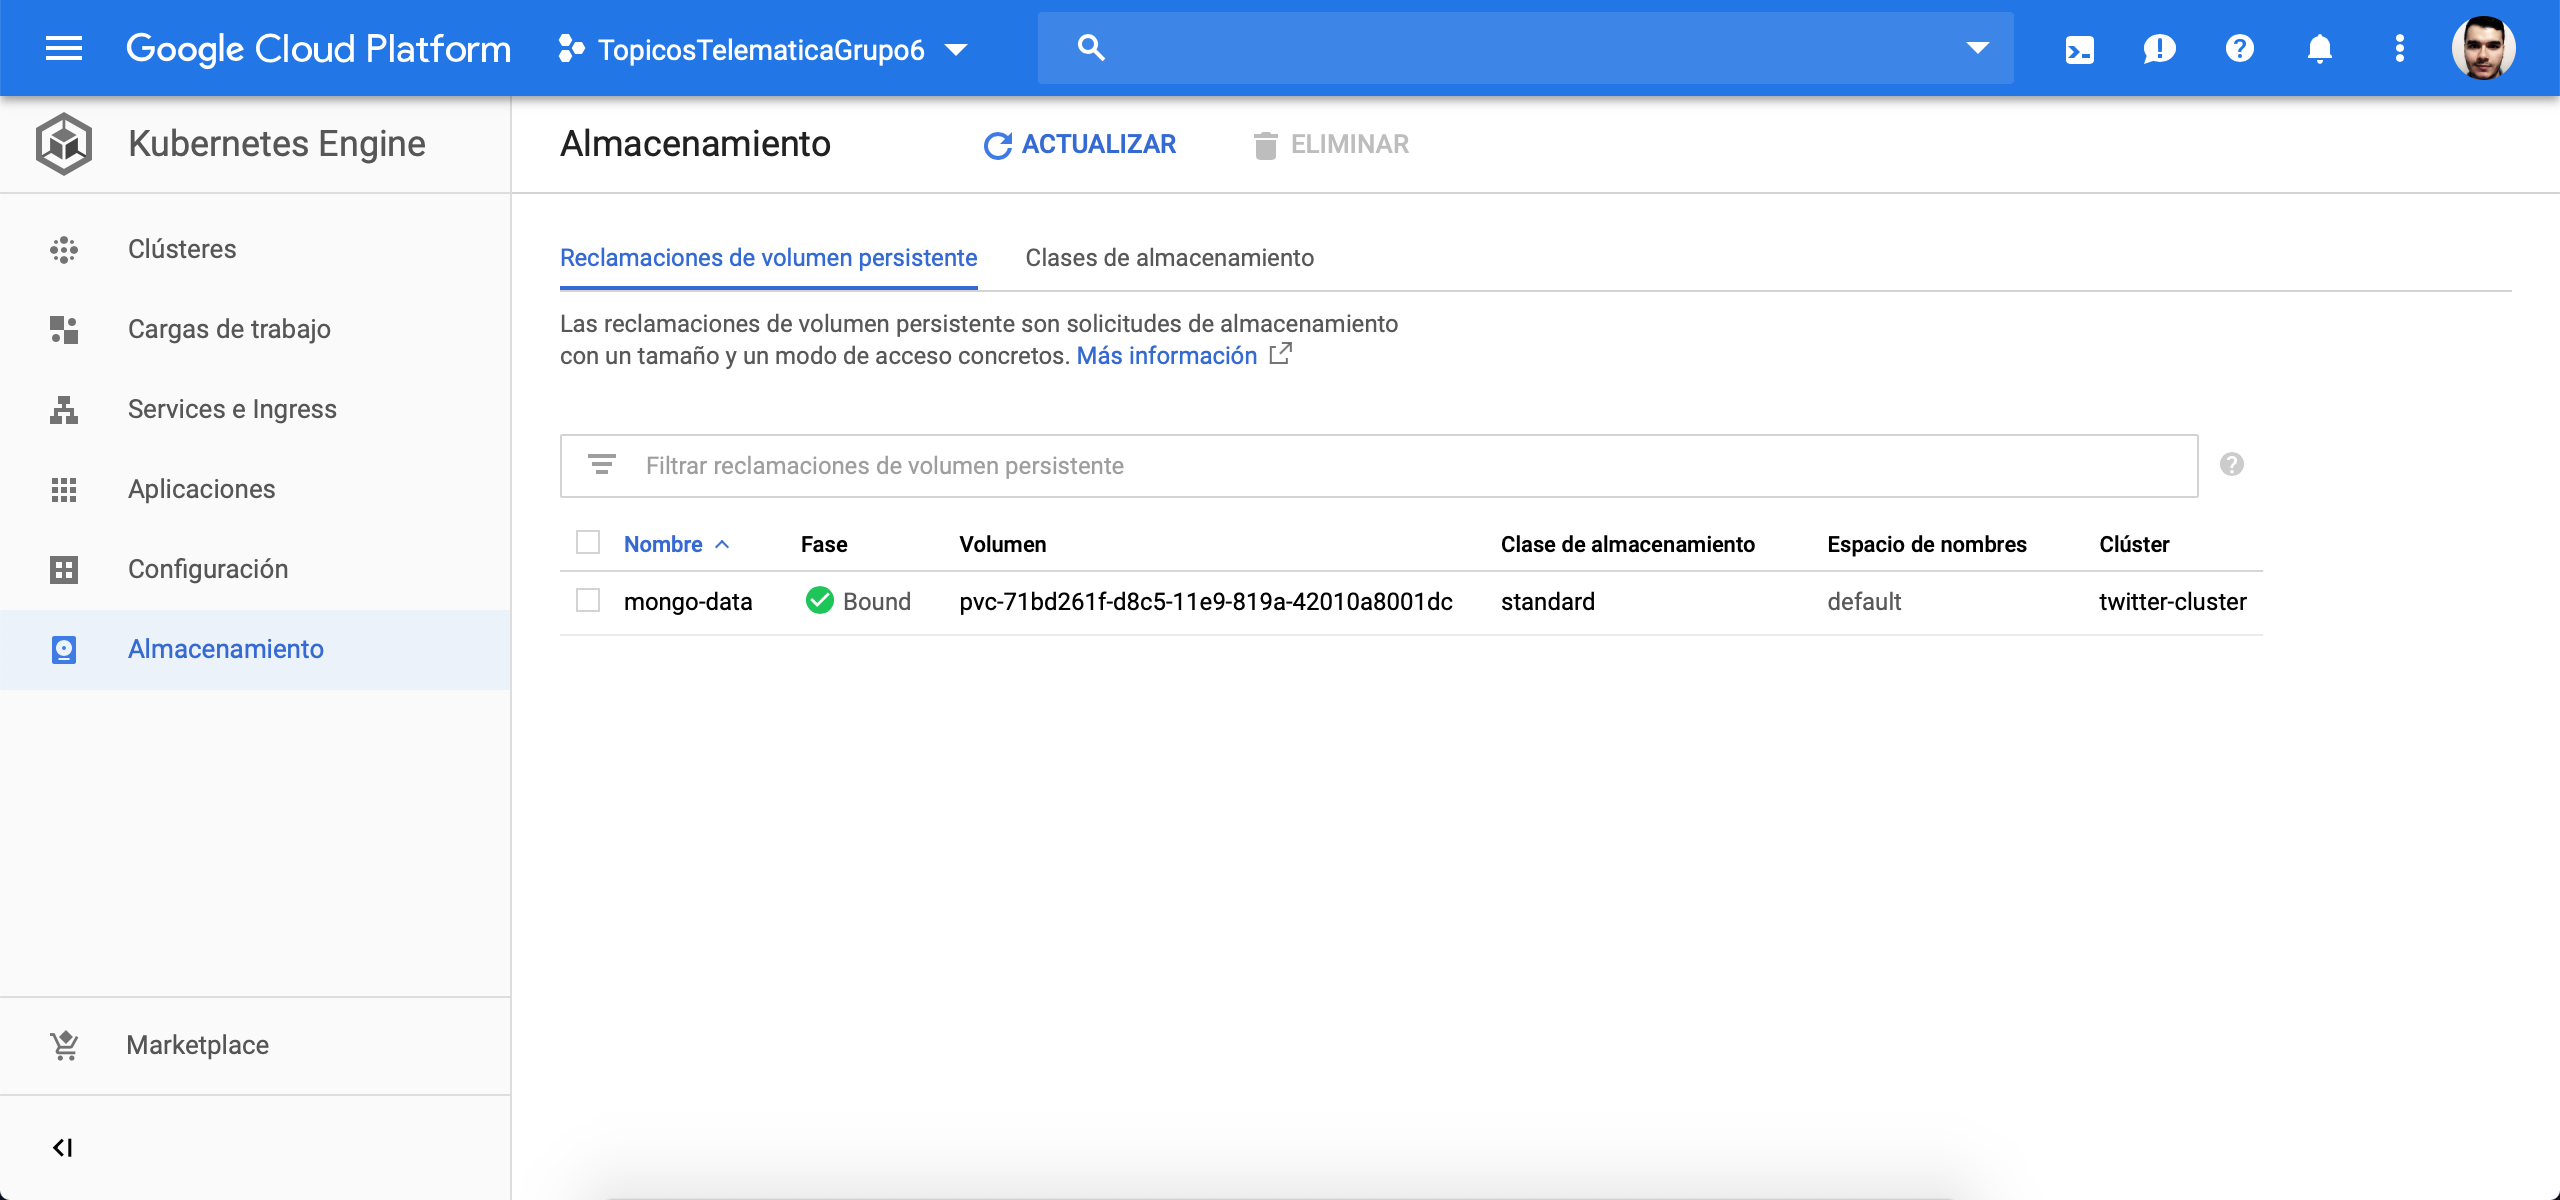 Google Cloud Platform
TopicosTelematicaGrupo6
Kubernetes Engine
Almacenamiento
ACTUALIZAR
ELIMINAR
Clústeres
Cargas de trabajo
Services e Ingress
Aplicaciones
Configuración
Almacenamiento
Marketplace
Reclamaciones de volumen persistente
Clases de almacenamiento
Las reclamaciones de volumen persistente son solicitudes de almacenamiento
con un tamaño y un modo de acceso concretos. Más información
Filtrar reclamaciones de volumen persistente
Nombre Fase Volumen Clase de almacenamiento Espacio de nombres Clúster
mongo-data Bound pvc-71bd261f-d8c5-11e9-819a-42010a8001dc standard default twitter-cluster